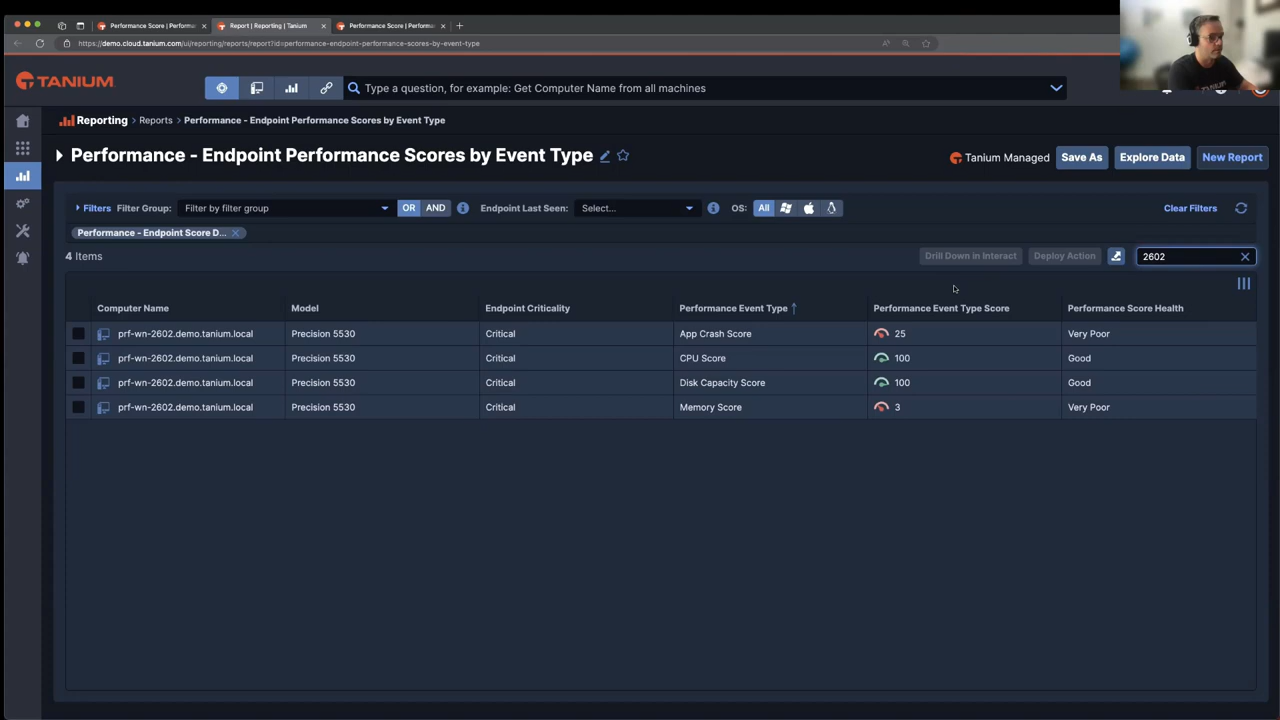 Performance Score | Performa
Report | Reporting | Tanium
Performance Score | Performa
https://demo.cloud.tanium.com/ui/reporting/reports/report?id=performance-endpoint-performance-scores-by-event-type
TANIUM
Type a question, for example: Get Computer Name from all machines
Reporting > Reports > Performance - Endpoint Performance Scores by Event Type
Performance - Endpoint Performance Scores by Event Type
Tanium Managed
Save As
Explore Data
New Report
Filters
Filter Group:
Filter by filter group
OR
AND
Endpoint Last Seen:
Select...
OS:
All
Clear Filters
Performance - Endpoint Score D...
4 Items
Drill Down in Interact
Deploy Action
2602
Computer Name Model Endpoint Criticality Performance Event Type Performance Event Type Score Performance Score Health
prf-wn-2602.demo.tanium.local Precision 5530 Critical App Crash Score 25 Very Poor
prf-wn-2602.demo.tanium.local Precision 5530 Critical CPU Score 100 Good
prf-wn-2602.demo.tanium.local Precision 5530 Critical Disk Capacity Score 100 Good
prf-wn-2602.demo.tanium.local Precision 5530 Critical Memory Score 3 Very Poor